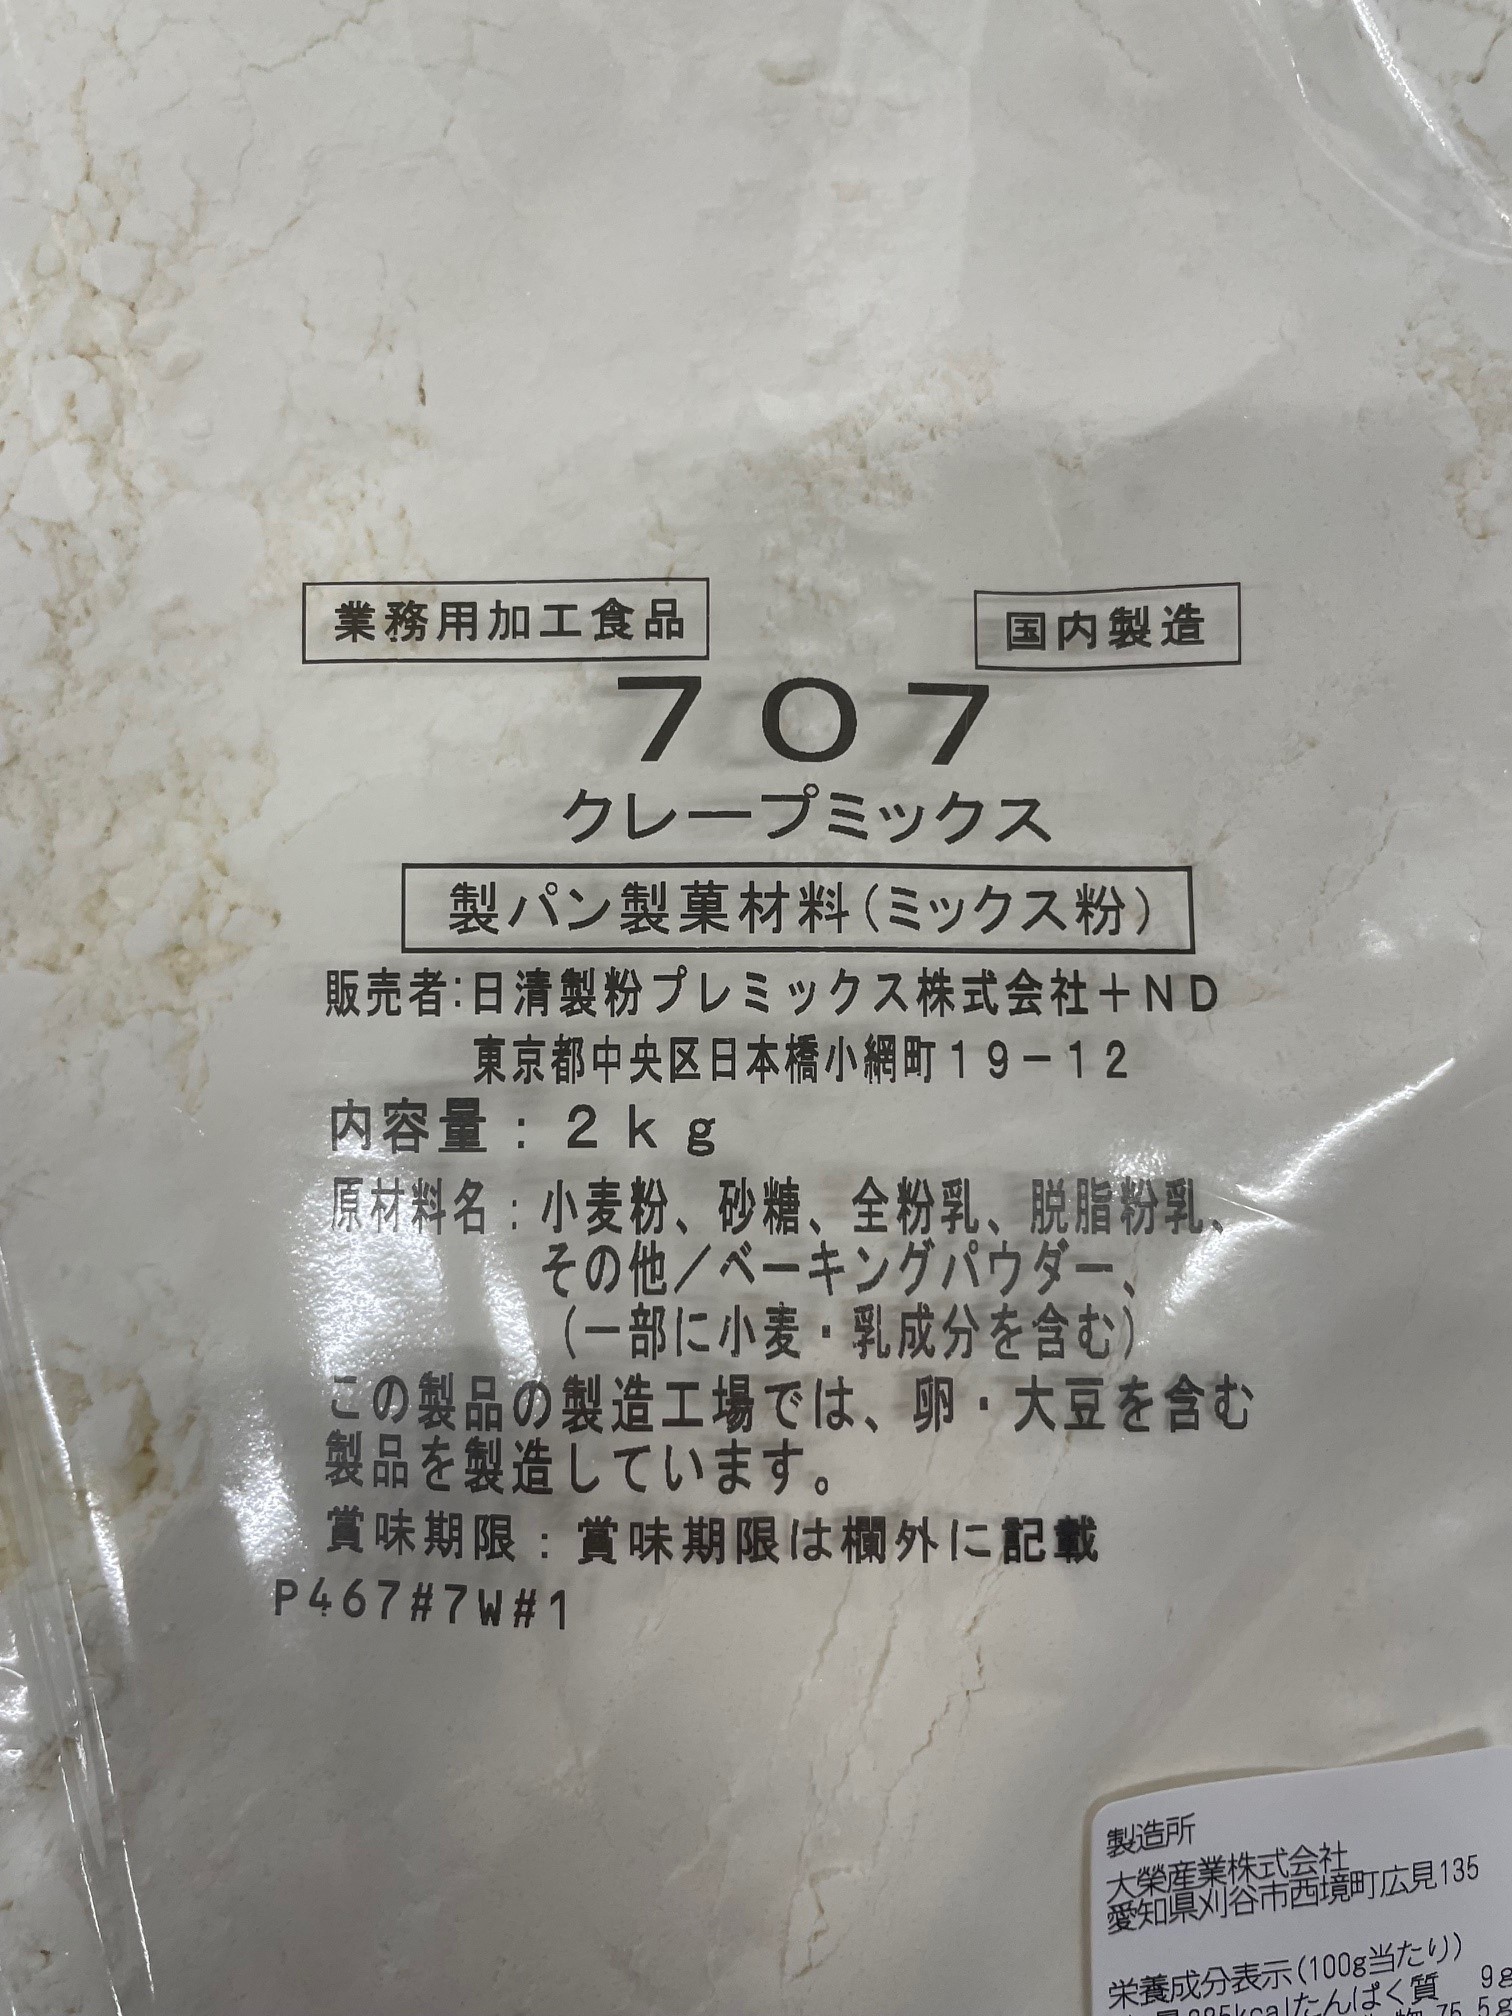 業務用加工食品 国内製造
707
クレープミックス
製パン製菓材料(ミックス粉)
販売者:日清製粉プレミックス株式会社+ND
東京都中央区日本橋小網町19-12
内容量:2kg
原材料名:小麦粉、砂糖、全粉乳、脱脂粉乳、
その他/ベーキングパウダー、
(一部に小麦・乳成分を含む)
この製品の製造工場では、卵・大豆を含む
製品を製造しています。
賞味期限:賞味期限は欄外に記載
P467#7W#1
製造所
大榮産業株式会社
愛知県刈谷市西境町広見135
栄養成分表示(100g当たり)
たんぱく質 9g